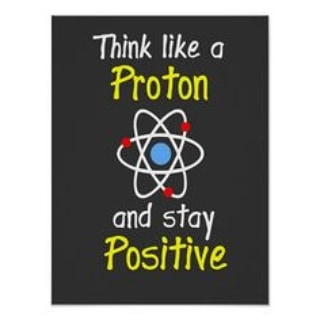 Think like a
Proton
and stay
Positive